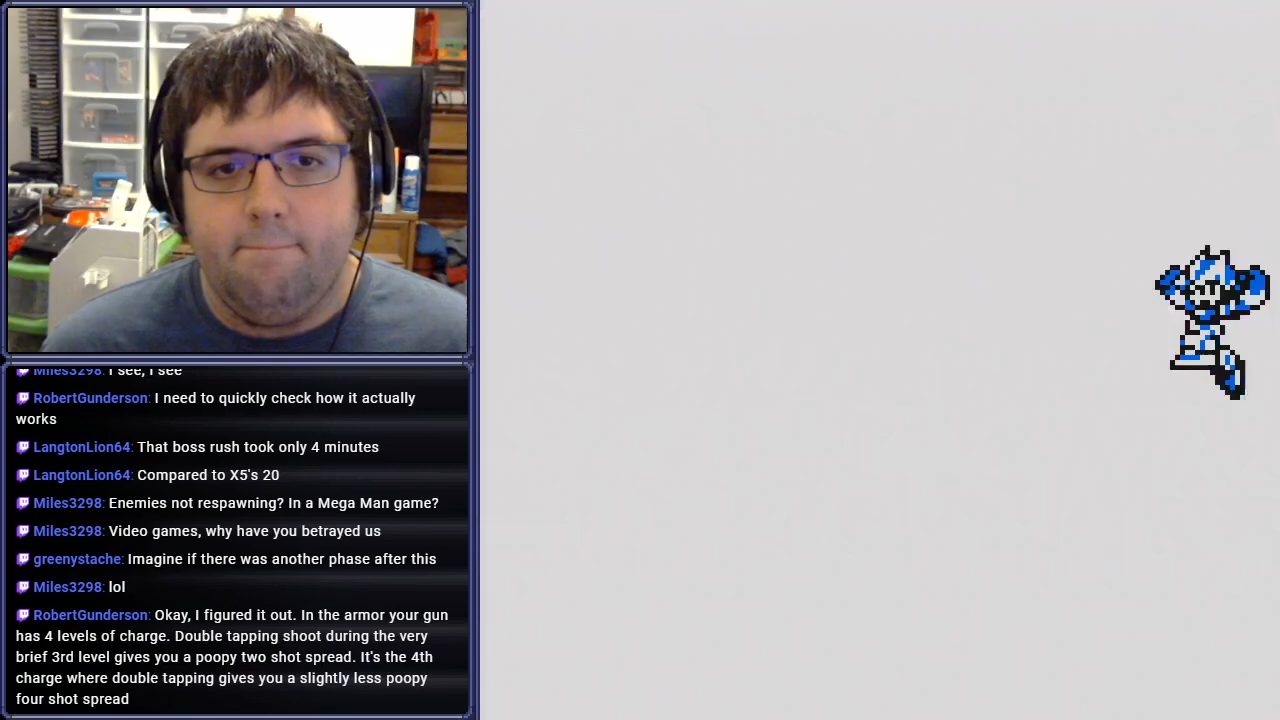 Miles3298: I see, I see
RobertGunderson: I need to quickly check how it actually
works
LangtonLion64: That boss rush took only 4 minutes
LangtonLion64: Compared to X5's 20
Miles3298: Enemies not respawning? In a Mega Man game?
Miles3298: Video games, why have you betrayed us
greenystache: Imagine if there was another phase after this
Miles3298: lol
RobertGunderson: Okay, I figured it out. In the armor your gun
has 4 levels of charge. Double tapping shoot during the very
brief 3rd level gives you a poopy two shot spread. It's the 4th
charge where double tapping gives you a slightly less poopy
four shot spread